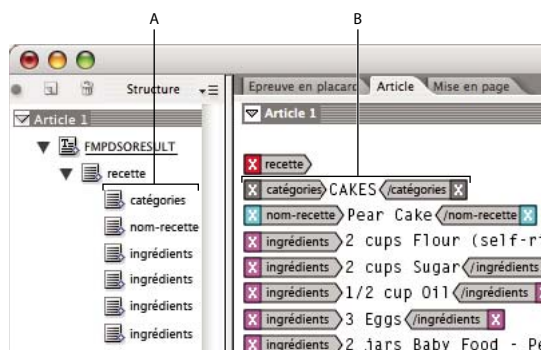 A B
Structure
Epreuve en placard Article Mise en page
Article 1
Article 1
FMPDSORESULT
recette
catégories
nom-recette
ingrédients
ingrédients
ingrédients
ingrédients
X recette
X catégories CAKES /catégories X
X nom-recette Pear Cake /nom-recette X
X ingrédients 2 cups Flour (self-ri
X ingrédients 2 cups Sugar /ingrédients
X ingrédients 1/2 cup Oil /ingrédients X
X ingrédients 3 Eggs /ingrédients X
X ingrédients 2 jars Baby Food - Pe